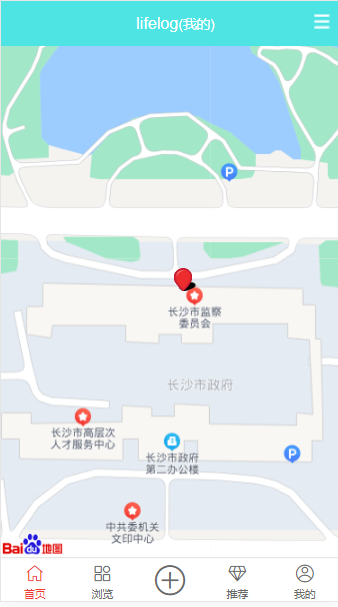 lifelog(我的)
P
长沙市监察
委员会
长沙市政府
长沙市高层次
人才服务中心
长沙市政府
第二办公楼
P
中共委机关
文印中心
Bai du 地图
首页 浏览 推荐 我的